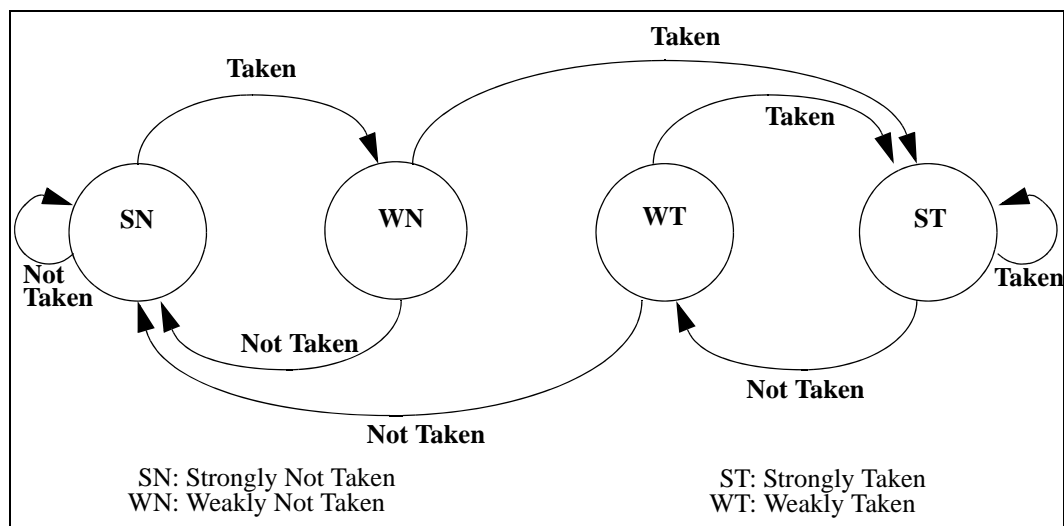 Taken
Taken
Taken
SN
WN
WT
ST
Not
Taken
Taken
Not Taken
Not Taken
Not Taken
SN: Strongly Not Taken
WN: Weakly Not Taken
ST: Strongly Taken
WT: Weakly Taken